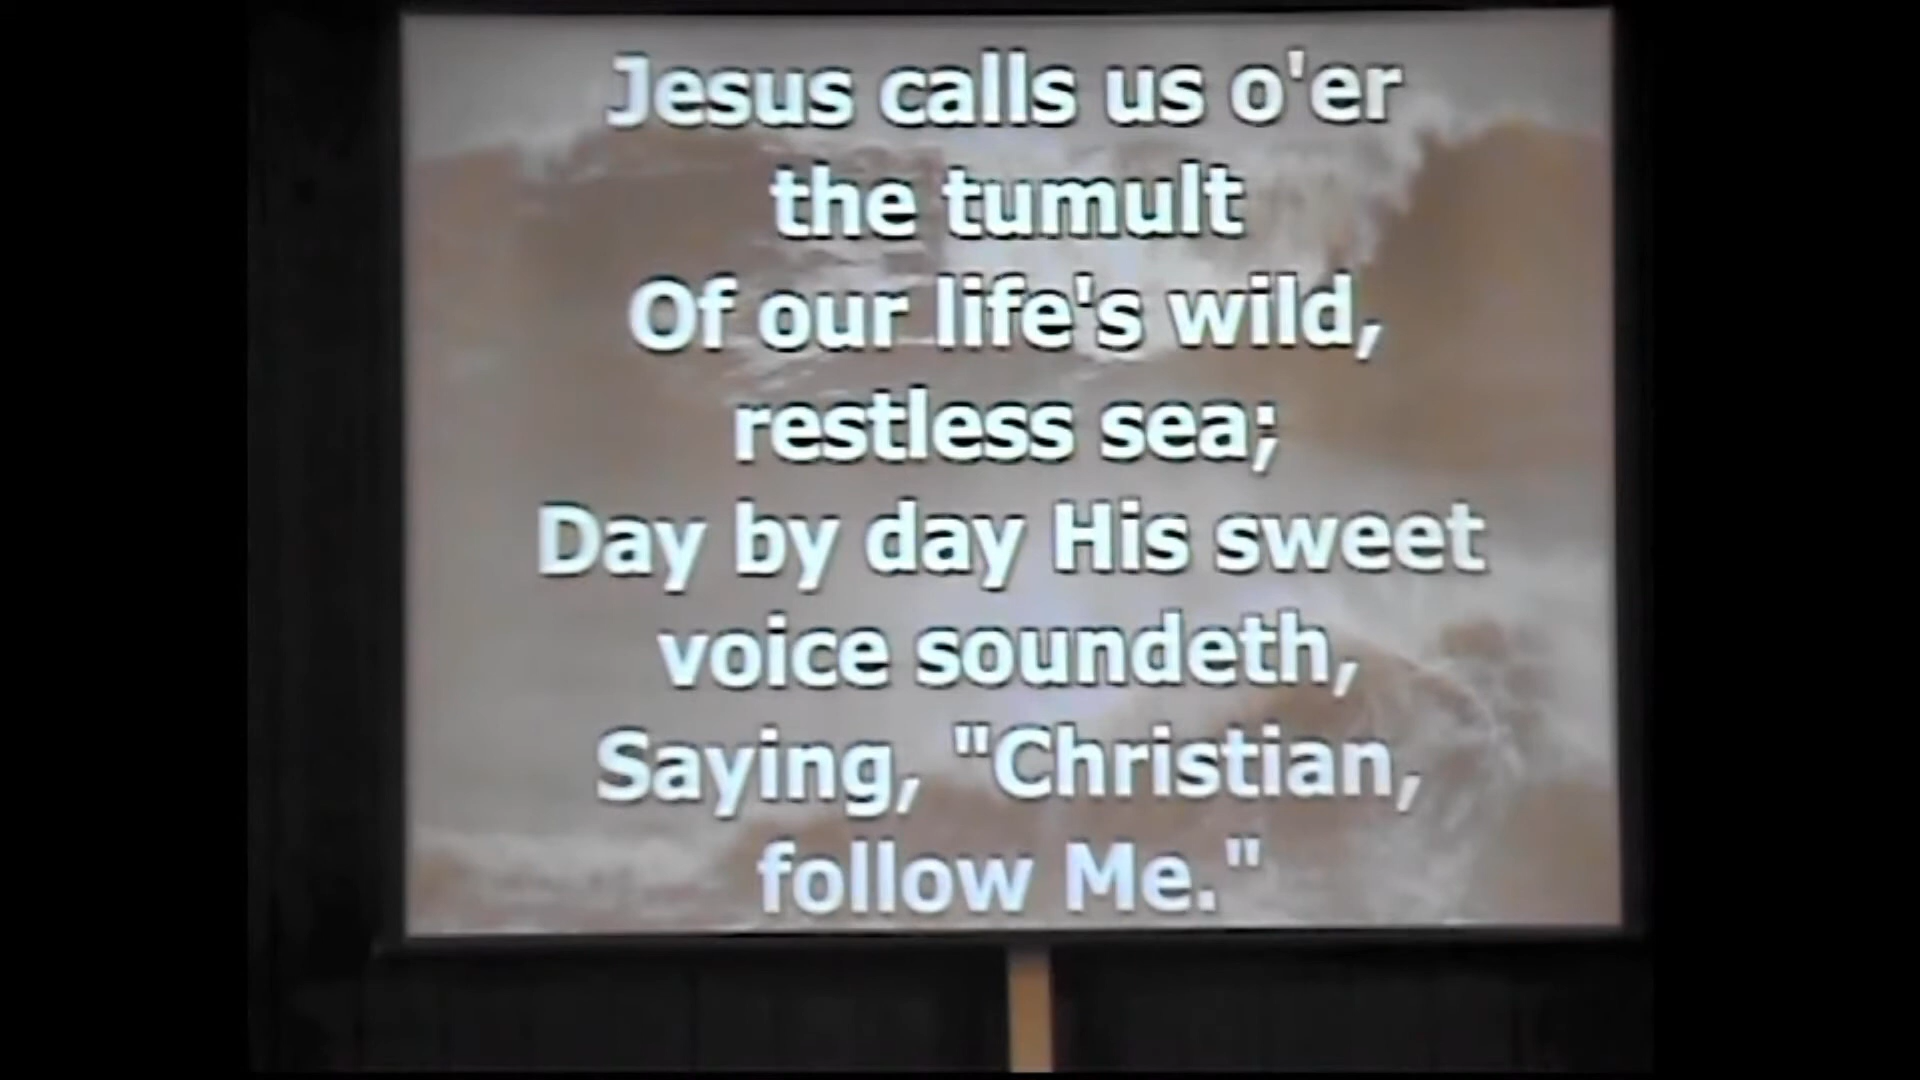 Jesus calls us o'er
the tumult
Of our life's wild,
restless sea;
Day by day His sweet
voice soundeth,
Saying, "Christian,
follow Me."